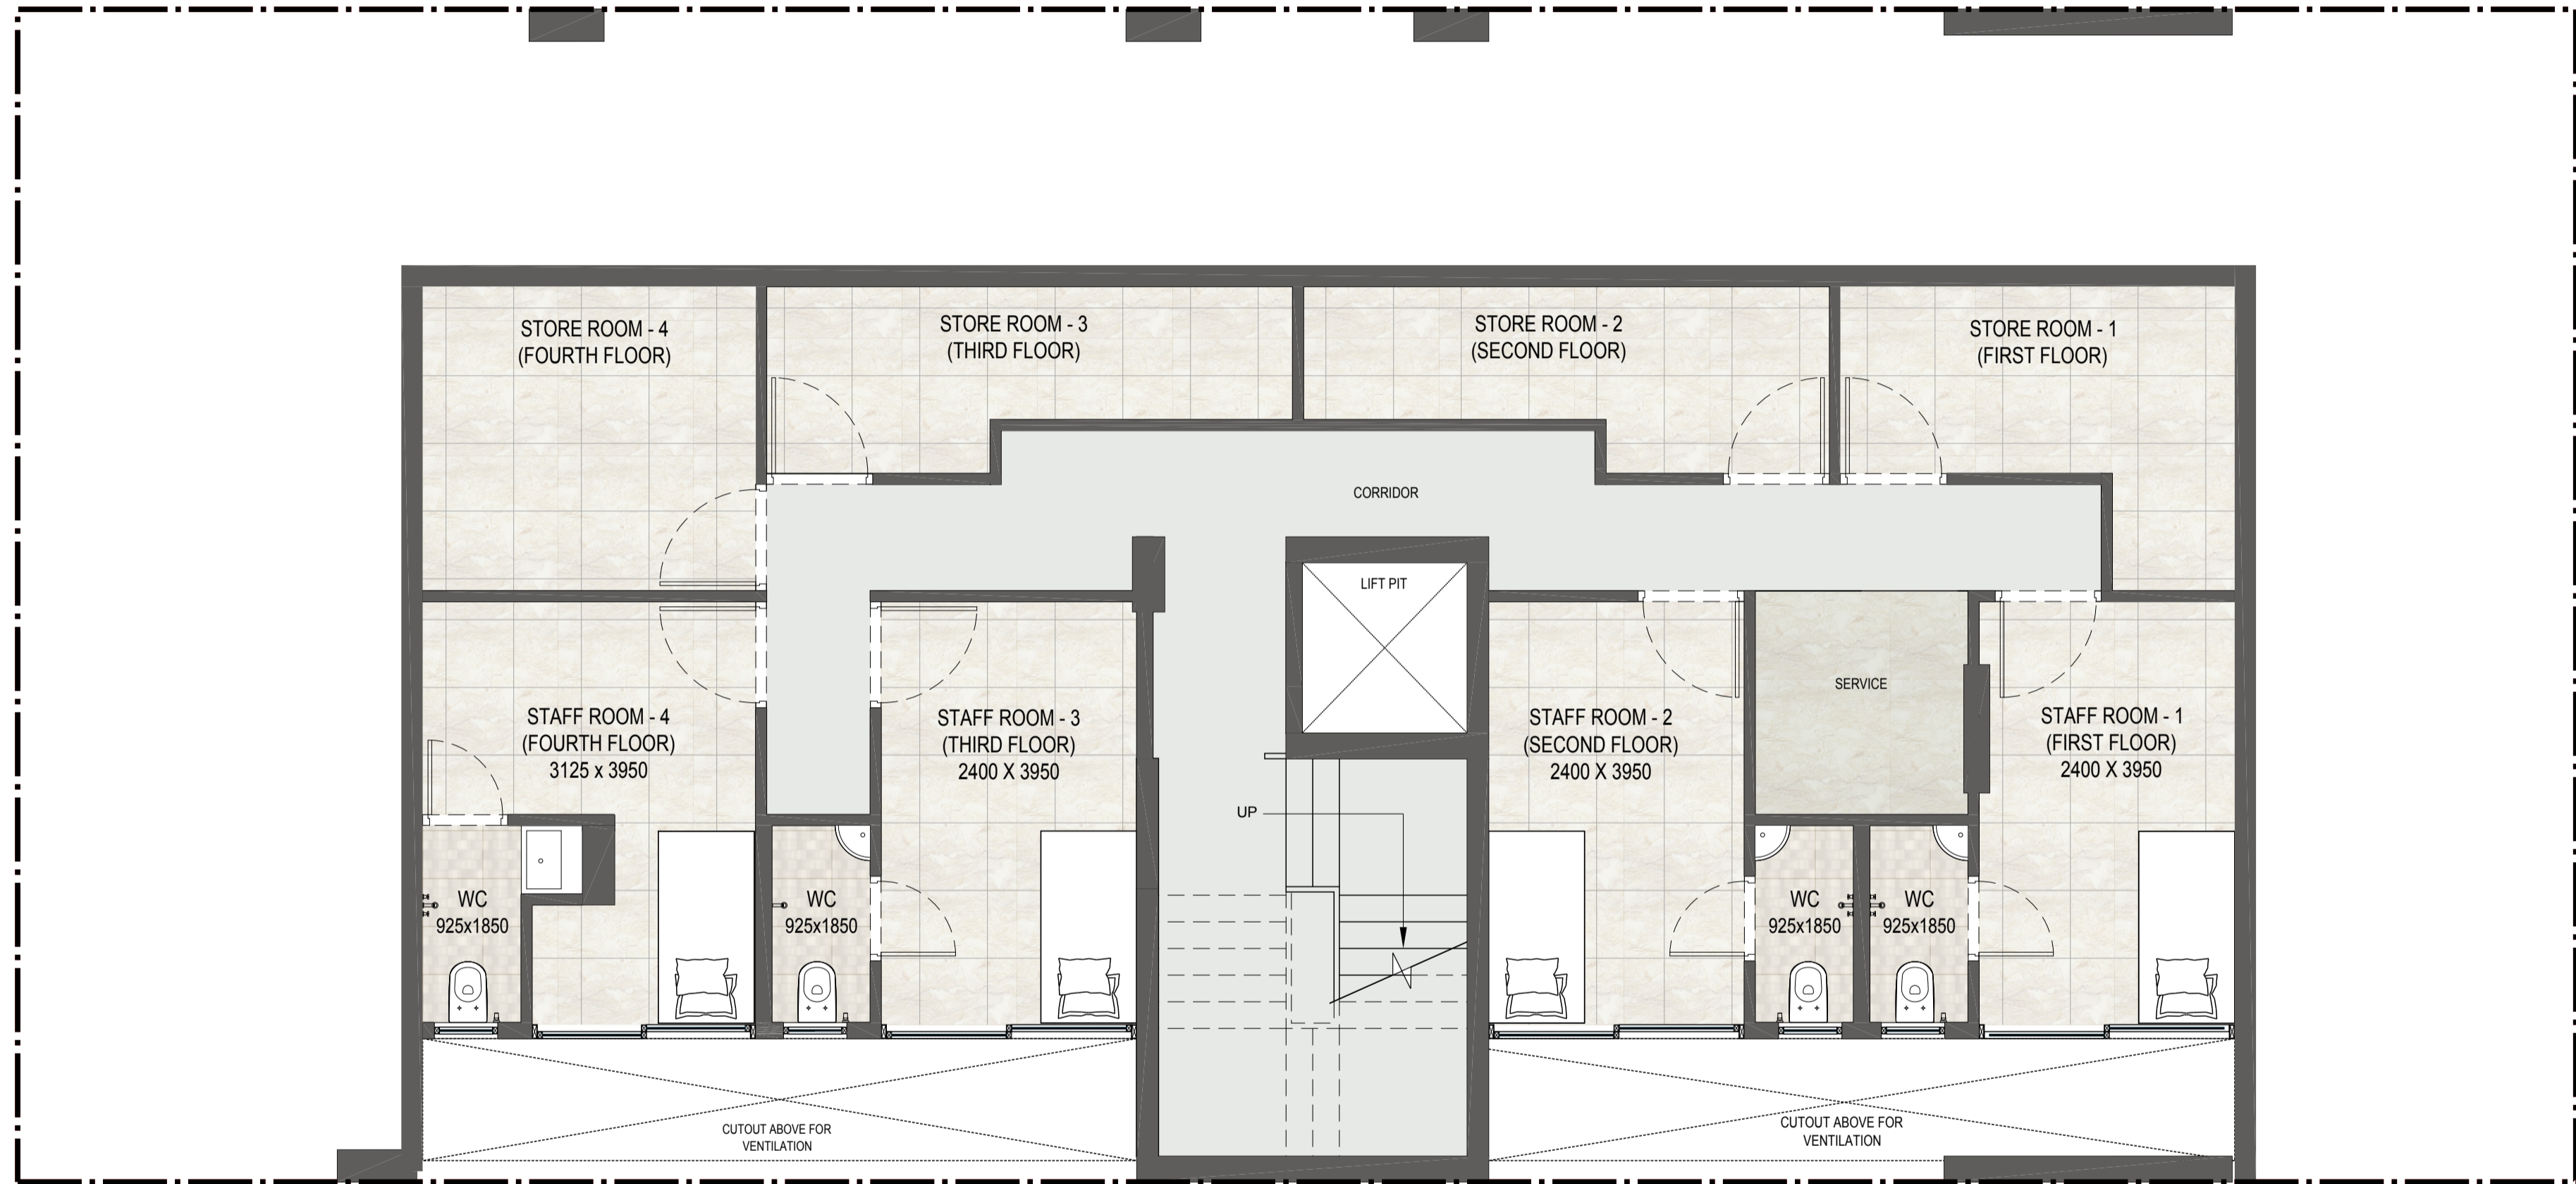 STORE ROOM - 4
(FOURTH FLOOR)
STORE ROOM - 3
(THIRD FLOOR)
STORE ROOM - 2
(SECOND FLOOR)
STORE ROOM - 1
(FIRST FLOOR)
CORRIDOR
LIFT PIT
SERVICE
STAFF ROOM - 4
(FOURTH FLOOR)
3125 x 3950
STAFF ROOM - 3
(THIRD FLOOR)
2400 X 3950
STAFF ROOM - 2
(SECOND FLOOR)
2400 X 3950
STAFF ROOM - 1
(FIRST FLOOR)
2400 X 3950
UP
WC
925x1850
WC
925x1850
WC
925x1850
WC
925x1850
CUTOUT ABOVE FOR
VENTILATION
CUTOUT ABOVE FOR
VENTILATION